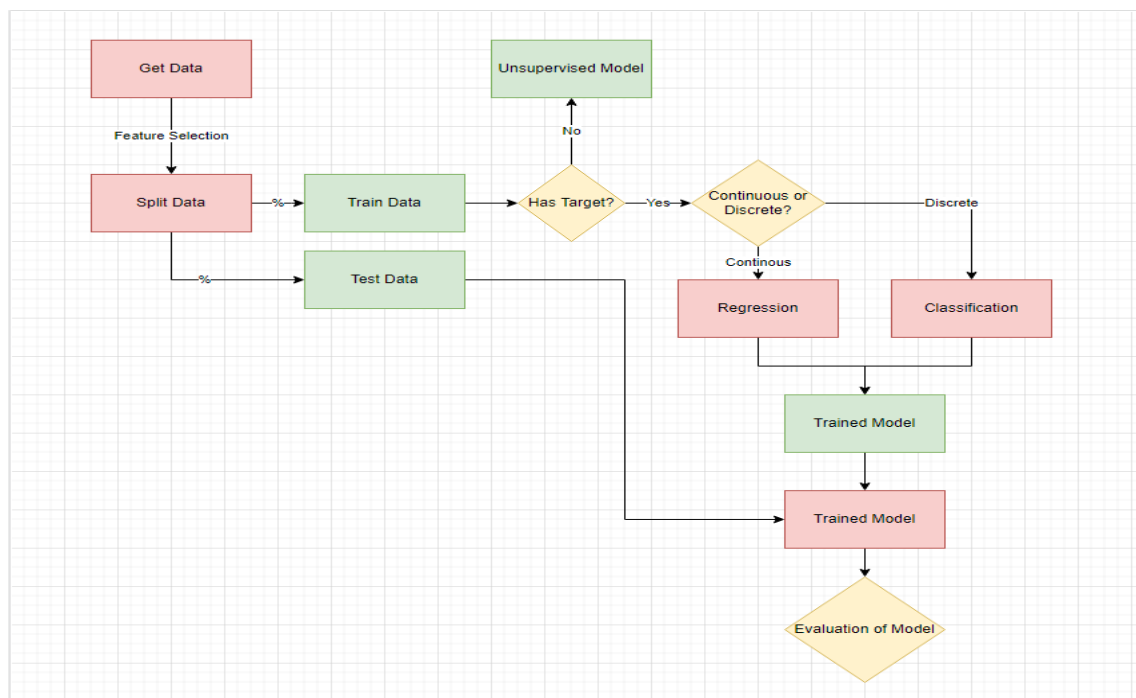 Get Data
Unsupervised Model
Feature Selection
No
Split Data
%
Train Data
Has Target?
Yes
Continuous or
Discrete?
Discrete
%
Test Data
Continous
Regression
Classification
Trained Model
Trained Model
Evaluation of Model